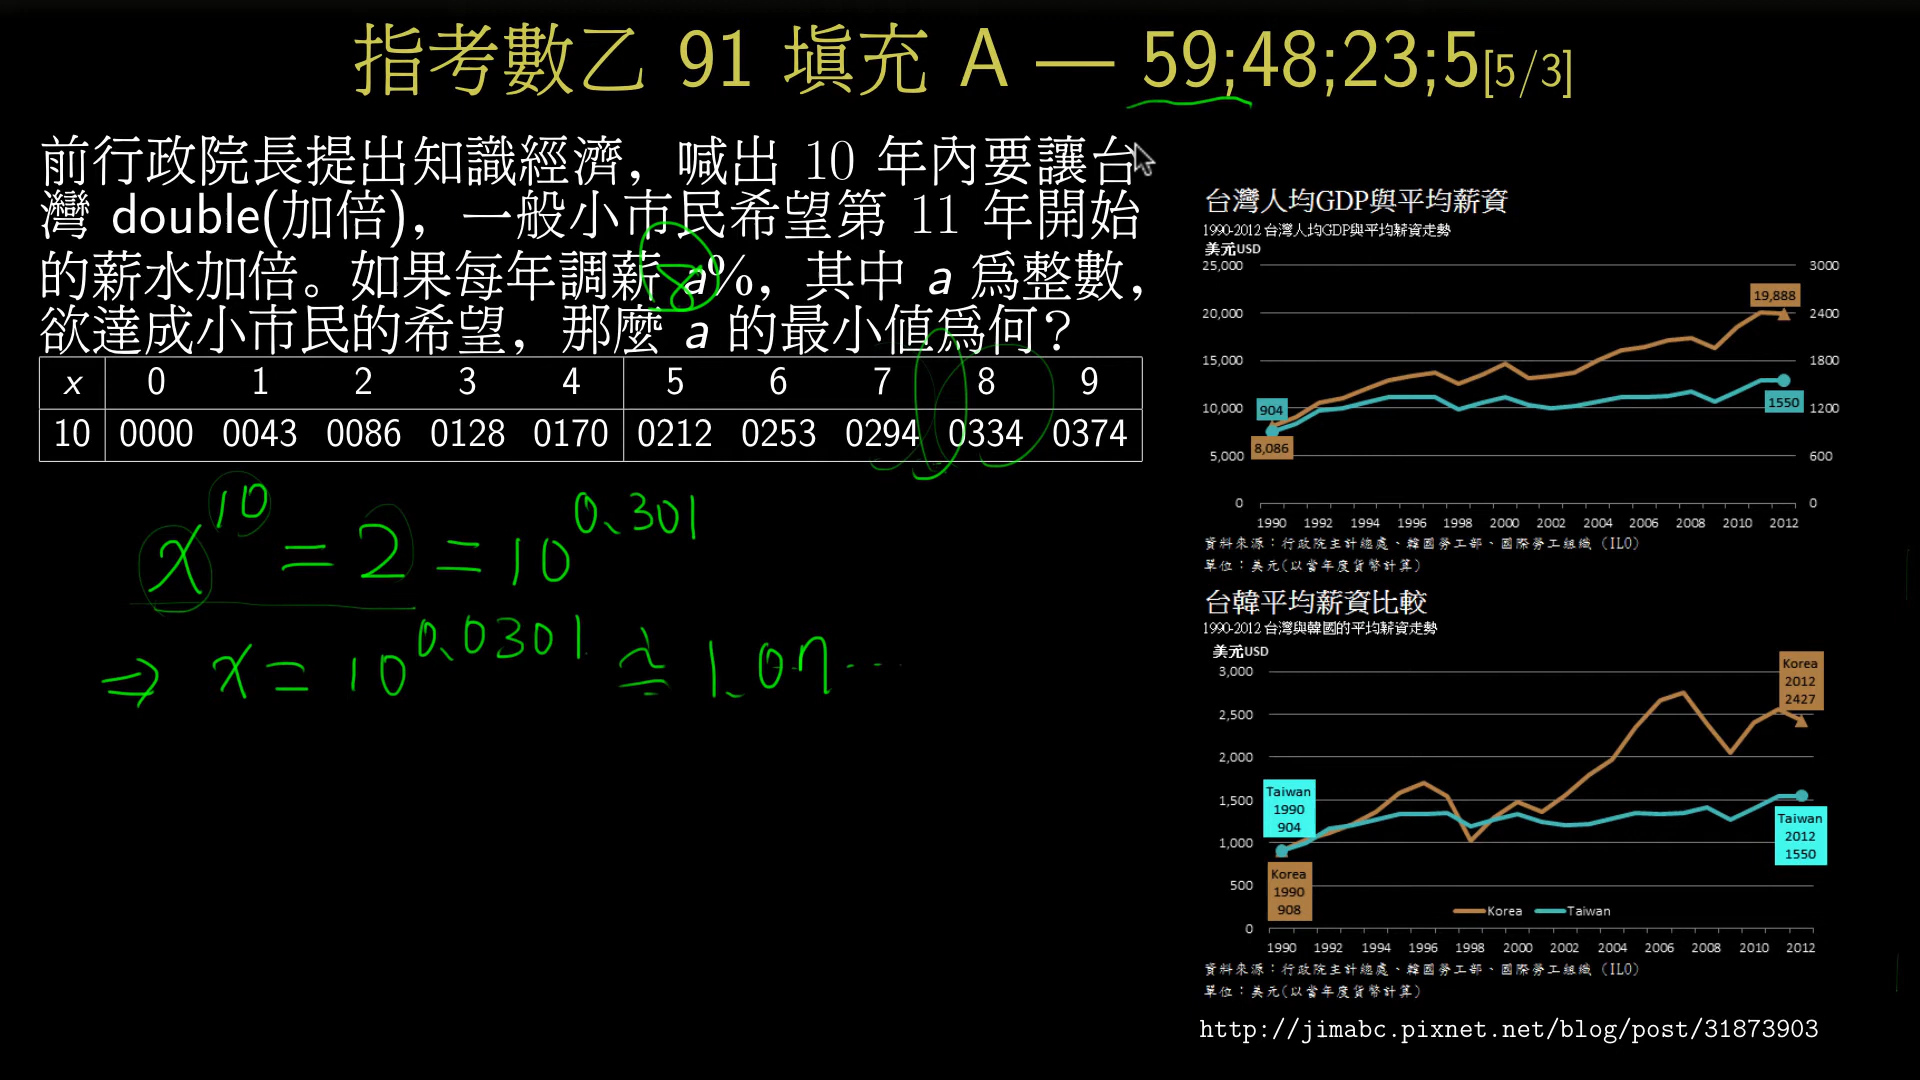 指考數乙 91 填充 A — 59;48;23;5[5/3]
前行政院長提出知識經濟，喊出 10 年內要讓台
灣 double(加倍)，一般小市民希望第 11 年開始
的薪水加倍。如果每年調薪 a%，其中 a 爲整數，
欲達成小市民的希望，那麼 a 的最小值爲何？
8
x 0 1 2 3 4 5 6 7 8 9
10 0000 0043 0086 0128 0170 0212 0253 0294 0334 0374
x^10 = 2 = 10^0.301
⇒ x = 10^0.0301 ≈ 1.07...
台灣人均GDP與平均薪資
1990-2012 台灣人均GDP與平均薪資走勢
美元USD
25,000 3000
19,888
20,000 2400
15,000 1800
904 1550
10,000 1200
8,086
5,000 600
0 0
1990 1992 1994 1996 1998 2000 2002 2004 2006 2008 2010 2012
資料來源：行政院主計總處、韓國勞工部、國際勞工組織（ILO）
單位：美元(以當年度貨幣計算)
台韓平均薪資比較
1990-2012 台灣與韓國的平均薪資走勢
美元USD
3,000
Korea
2012
2427
2,500
2,000
1,500
Taiwan
1990
904
Taiwan
2012
1550
1,000
Korea
1990
908
500
Korea Taiwan
0
1990 1992 1994 1996 1998 2000 2002 2004 2006 2008 2010 2012
資料來源：行政院主計總處、韓國勞工部、國際勞工組織（ILO）
單位：美元(以當年度貨幣計算)
http://jimabc.pixnet.net/blog/post/31873903